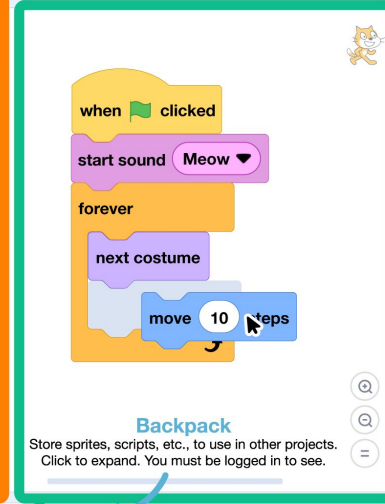 when clicked
start sound Meow
forever
next costume
move 10 steps
Backpack
Store sprites, scripts, etc., to use in other projects.
Click to expand. You must be logged in to see.